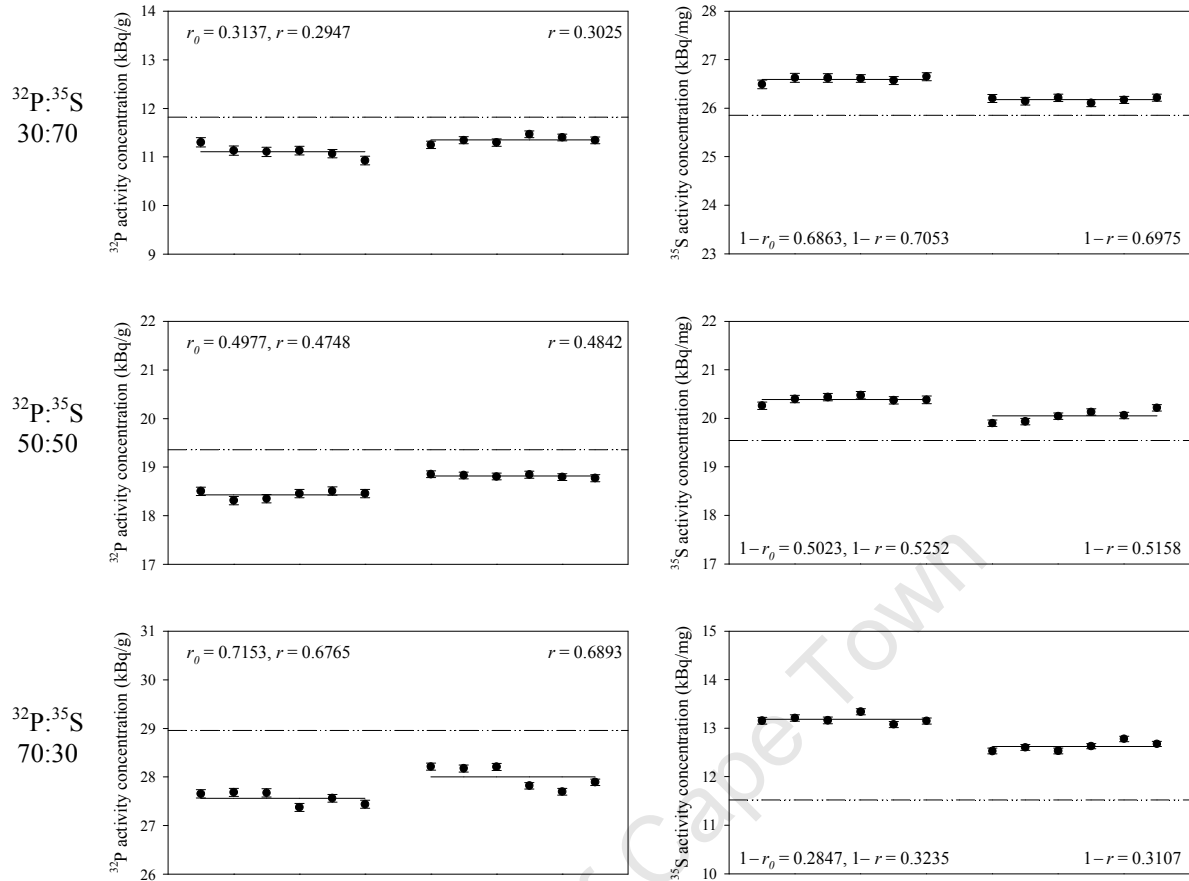 ³²P:³⁵S
30:70
³²P activity concentration (kBq/g)
14
13
12
11
10
9
r₀ = 0.3137, r = 0.2947
r = 0.3025
³⁵S activity concentration (kBq/mg)
28
27
26
25
24
23
1– r₀ = 0.6863, 1– r = 0.7053
1– r = 0.6975
³²P:³⁵S
50:50
³²P activity concentration (kBq/g)
22
21
20
19
18
17
r₀ = 0.4977, r = 0.4748
r = 0.4842
³⁵S activity concentration (kBq/mg)
22
21
20
19
18
17
1– r₀ = 0.5023, 1– r = 0.5252
1– r = 0.5158
³²P:³⁵S
70:30
³²P activity concentration (kBq/g)
31
30
29
28
27
26
r₀ = 0.7153, r = 0.6765
r = 0.6893
³⁵S activity concentration (kBq/mg)
15
14
13
12
11
10
1– r₀ = 0.2847, 1– r = 0.3235
1– r = 0.3107
Cape Town